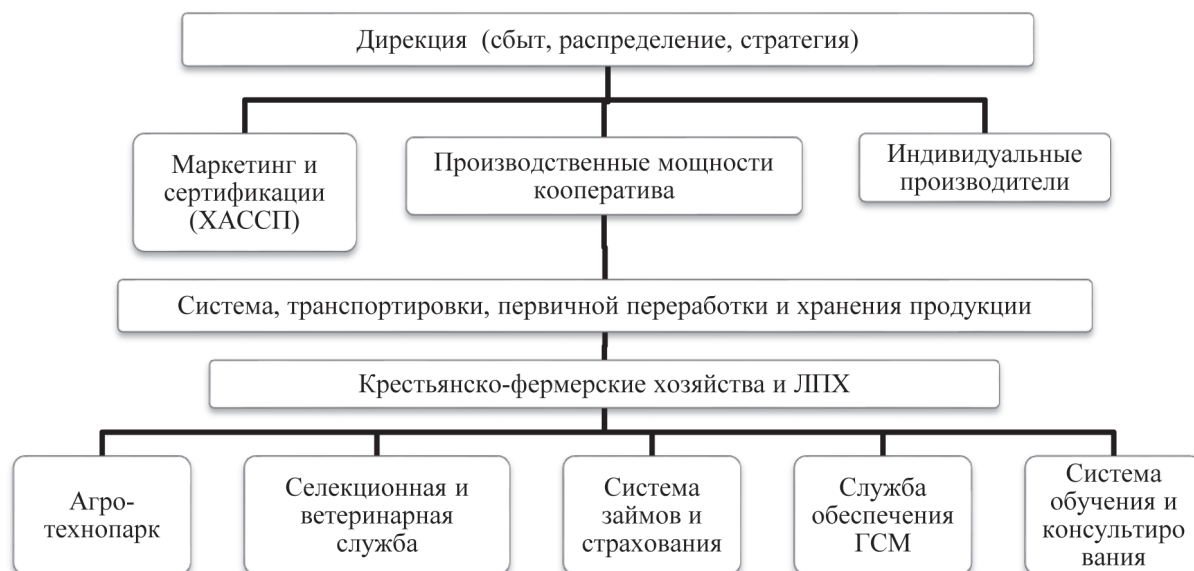 Дирекция (сбыт, распределение, стратегия)
Маркетинг и
сертификации
(ХАССП)
Производственные мощности
кооператива
Индивидуальные
производители
Система, транспортировки, первичной переработки и хранения продукции
Крестьянско-фермерские хозяйства и ЛПХ
Агро-
технопарк
Селекционная и
ветеринарная
служба
Система
займов и
страхования
Служба
обеспечения
ГСМ
Система
обучения и
консультиро
вания